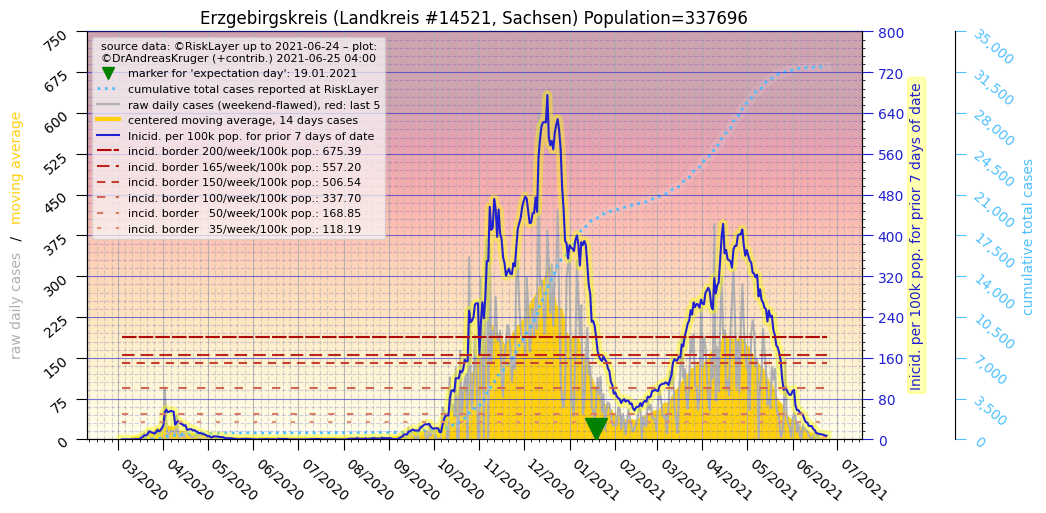 Erzgebirgskreis (Landkreis #14521, Sachsen) Population=337696
source data: ©RiskLayer up to 2021-06-24 – plot:
©DrAndreasKruger (+contrib.) 2021-06-25 04:00
marker for 'expectation day': 19.01.2021
cumulative total cases reported at RiskLayer
raw daily cases (weekend-flawed), red: last 5
centered moving average, 14 days cases
Inicid. per 100k pop. for prior 7 days of date
incid. border 200/week/100k pop.: 675.39
incid. border 165/week/100k pop.: 557.20
incid. border 150/week/100k pop.: 506.54
incid. border 100/week/100k pop.: 337.70
incid. border   50/week/100k pop.: 168.85
incid. border   35/week/100k pop.: 118.19
raw daily cases  /  moving average
750
675
600
525
450
375
300
225
150
75
0
03/2020
04/2020
05/2020
06/2020
07/2020
08/2020
09/2020
10/2020
11/2020
12/2020
01/2021
02/2021
03/2021
04/2021
05/2021
06/2021
07/2021
800
720
640
560
480
400
320
240
160
80
0
Inicid. per 100k pop. for prior 7 days of date
35,000
31,500
28,000
24,500
21,000
17,500
14,000
10,500
7,000
3,500
0
cumulative total cases